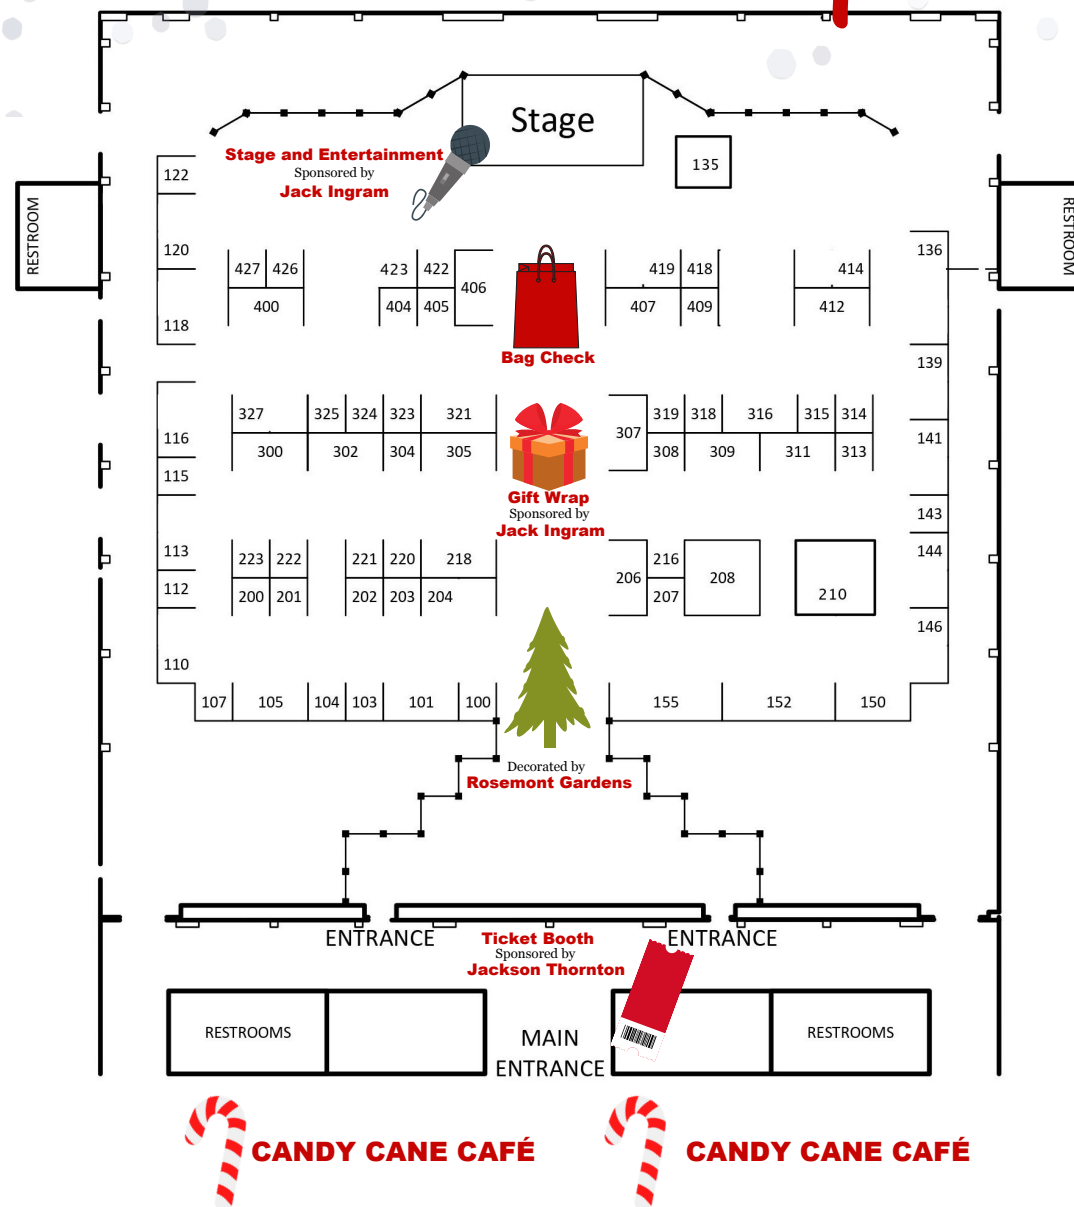 Stage
135
Stage and Entertainment
Sponsored by
Jack Ingram
122
RESTROOM
RESTROOM
120
136
427 426
423 422
406
419 418
414
400
404 405
407 409
412
118
Bag Check
139
327 325 324 323 321
319 318 316 315 314
307
116
141
300 302 304 305
308 309 311 313
115
Gift Wrap
Sponsored by
Jack Ingram
143
113
144
223 222 221 220 218
216
206
208
112
200 201 202 203 204
207
210
146
110
107 105 104 103 101 100
155 152 150
Decorated by
Rosemont Gardens
ENTRANCE
Ticket Booth
ENTRANCE
Sponsored by
Jackson Thornton
RESTROOMS
MAIN
ENTRANCE
RESTROOMS
CANDY CANE CAFÉ
CANDY CANE CAFÉ